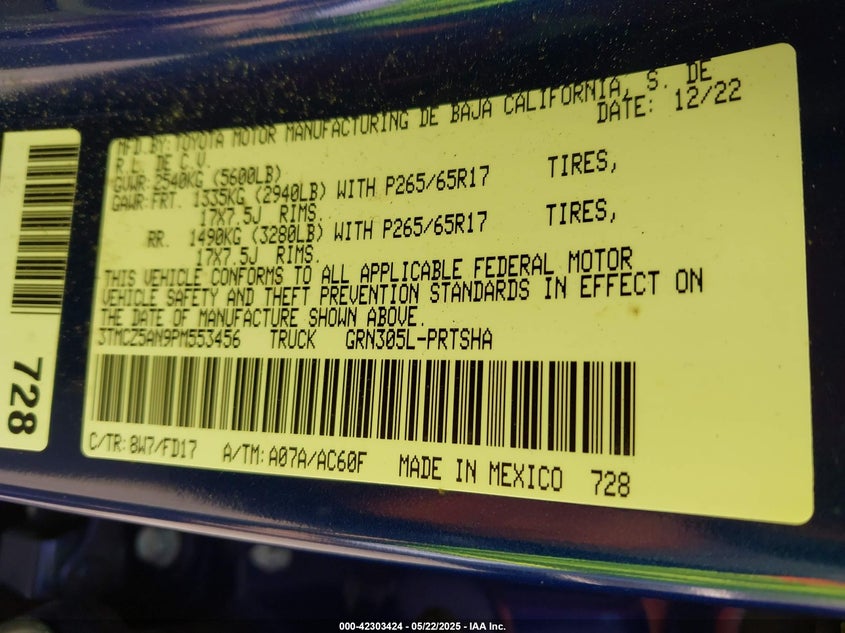 MFD.BY:TOYOTA MOTOR MANUFACTURING DE BAJA CALIFORNIA, S. DE
R.L. DE C.V. DATE: 12/22
GVWR 2540KG (5600LB)
GAWR:FRT. 1335KG (2940LB) WITH P265/65R17 TIRES,
17X7.5J RIMS.
RR. 1490KG (3280LB) WITH P265/65R17 TIRES,
17X7.5J RIMS.
THIS VEHICLE CONFORMS TO ALL APPLICABLE FEDERAL MOTOR
VEHICLE SAFETY AND THEFT PREVENTION STANDARDS IN EFFECT ON
THE DATE OF MANUFACTURE SHOWN ABOVE.
3TMCZ5AN9PM553456 TRUCK GRN305L-PRTSHA
C/TR:8W7/FD17 A/TM:A07A/AC60F MADE IN MEXICO 728
728
000-42303424 - 05/22/2025 - IAA Inc.